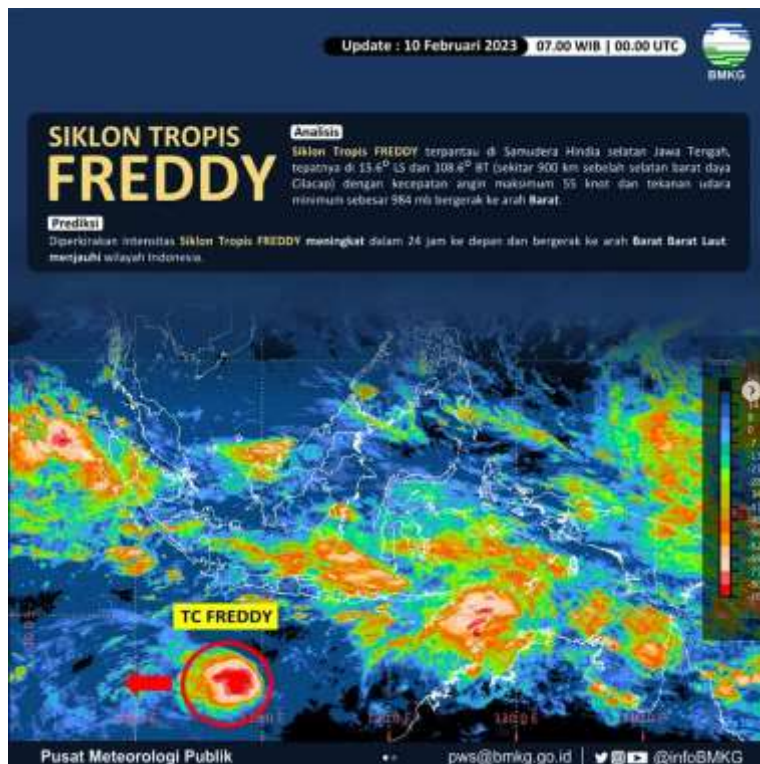 Update : 10 Februari 2023 07.00 WIB | 00.00 UTC
BMKG
SIKLON TROPIS
FREDDY
Analisis
Siklon Tropis FREDDY terpantau di Samudera Hindia selatan Jawa Tengah,
tepatnya di 15.6° LS dan 108.6° BT (sekitar 900 km sebelah selatan barat daya
Cilacap) dengan kecepatan angin maksimum 55 knot dan tekanan udara
minimum sebesar 984 mb bergerak ke arah Barat.
Prediksi
Diperkirakan intensitas Siklon Tropis FREDDY meningkat dalam 24 jam ke depan dan bergerak ke arah Barat Barat Laut
menjauhi wilayah Indonesia.
TC FREDDY
Pusat Meteorologi Publik
pws@bmkg.go.id | @infoBMKG